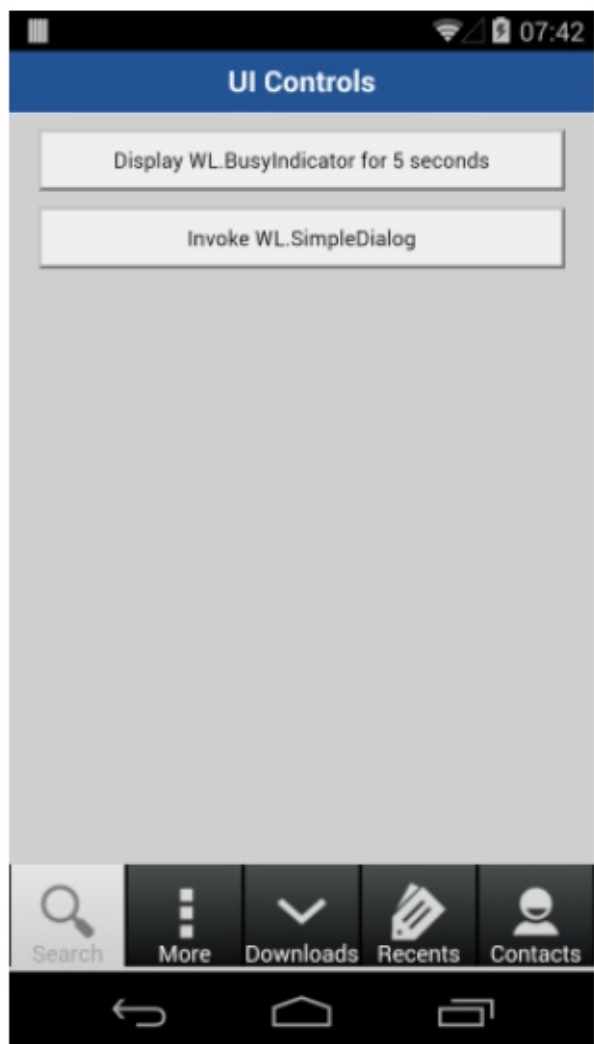 07:42
UI Controls
Display WL.BusyIndicator for 5 seconds
Invoke WL.SimpleDialog
Search More Downloads Recents Contacts